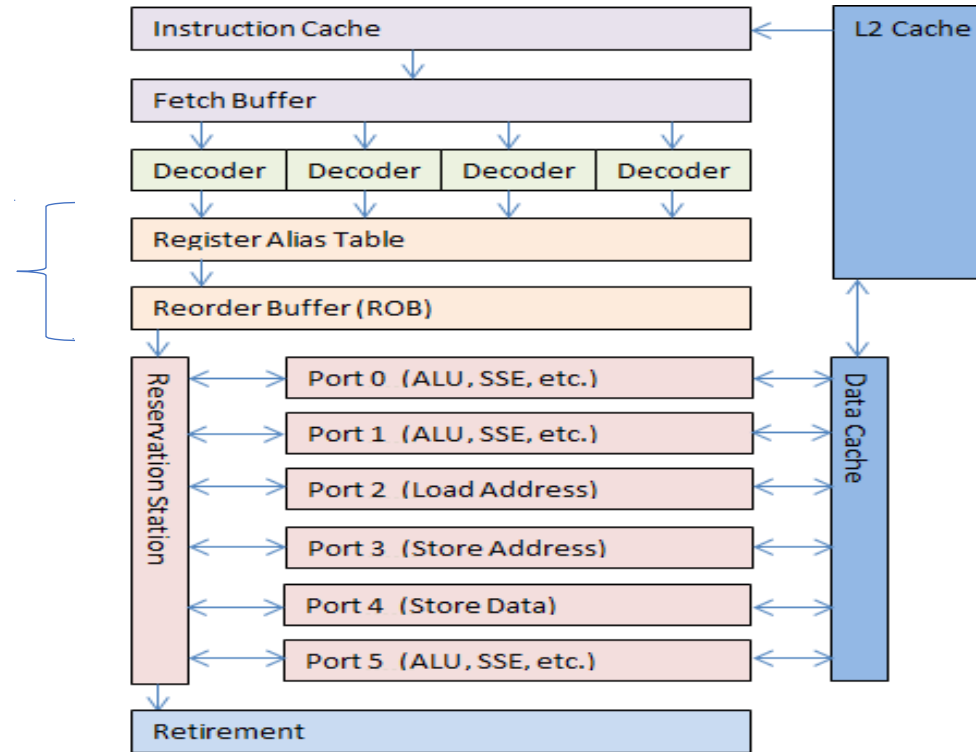 Instruction Cache
L2 Cache
Fetch Buffer
Decoder
Decoder
Decoder
Decoder
Register Alias Table
Reorder Buffer (ROB)
Reservation Station
Port 0 (ALU, SSE, etc.)
Port 1 (ALU, SSE, etc.)
Port 2 (Load Address)
Port 3 (Store Address)
Port 4 (Store Data)
Port 5 (ALU, SSE, etc.)
Data Cache
Retirement